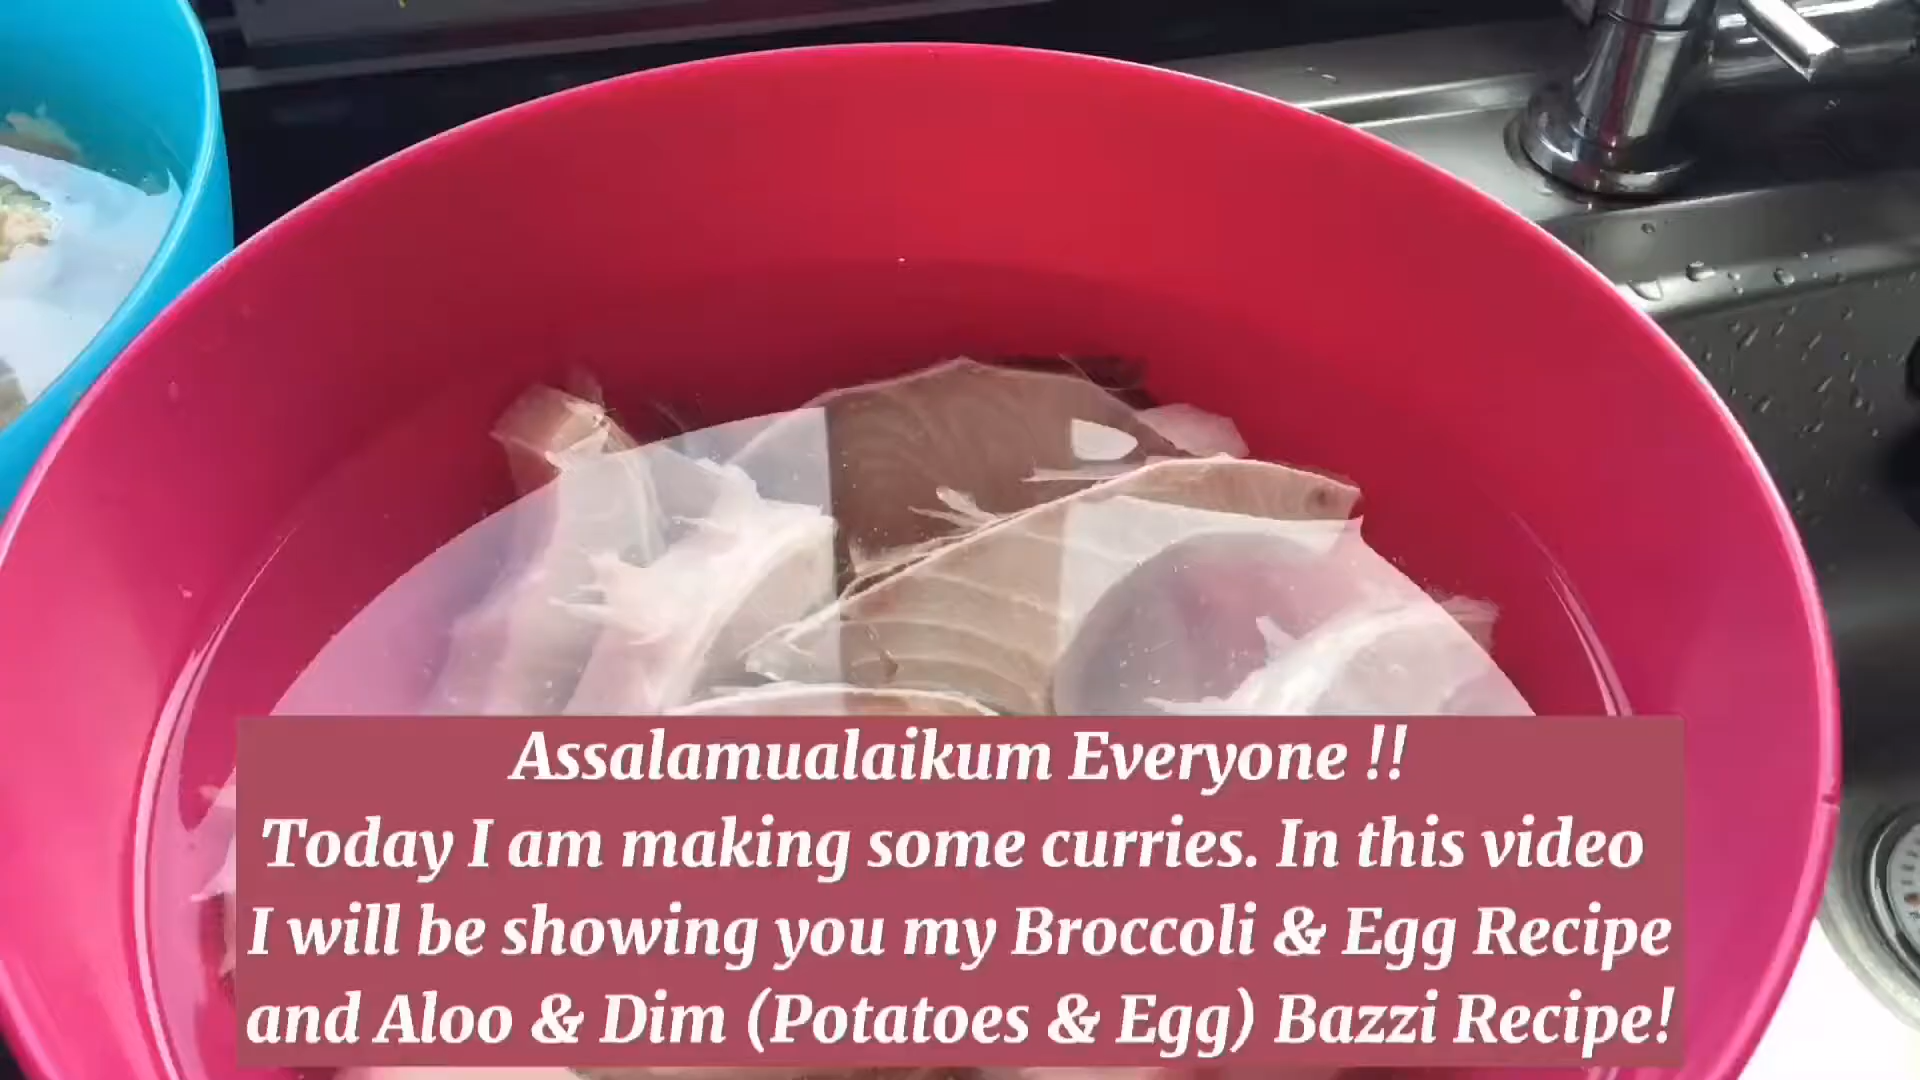 Assalamualaikum Everyone !!
Today I am making some curries. In this video
I will be showing you my Broccoli & Egg Recipe
and Aloo & Dim (Potatoes & Egg) Bazzi Recipe!